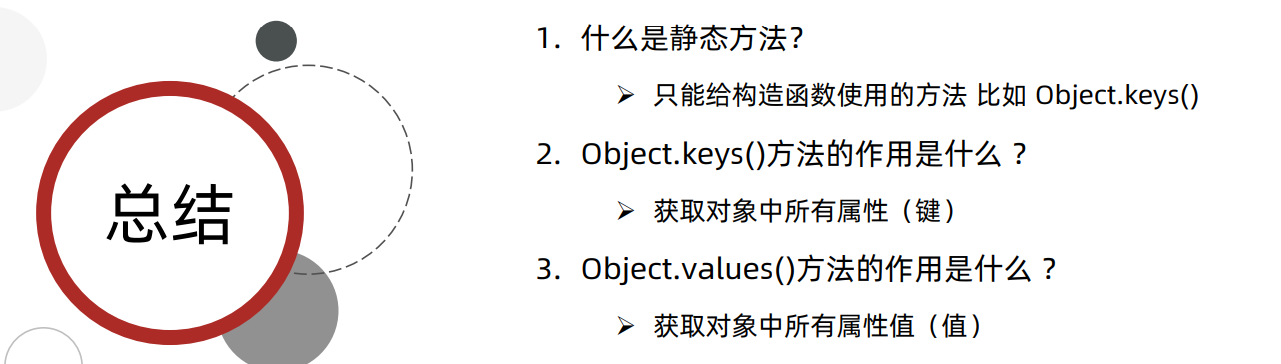 总结
1. 什么是静态方法？
➢ 只能给构造函数使用的方法 比如 Object.keys()
2. Object.keys()方法的作用是什么 ？
➢ 获取对象中所有属性（键）
3. Object.values()方法的作用是什么 ？
➢ 获取对象中所有属性值（值）